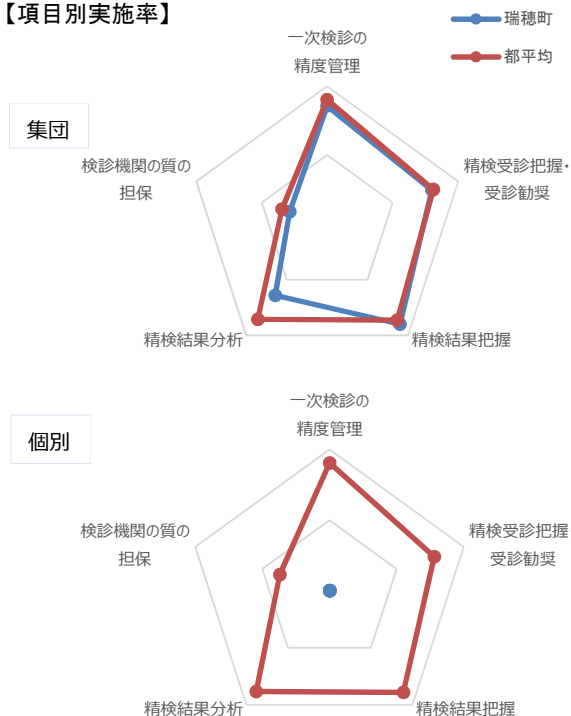 【項目別実施率】
瑞穂町
都平均
集団
一次検診の
精度管理
精検受診把握・
受診勧奨
精検結果把握
精検結果分析
検診機関の質の
担保
個別
一次検診の
精度管理
精検受診把握
受診勧奨
精検結果把握
精検結果分析
検診機関の質の
担保